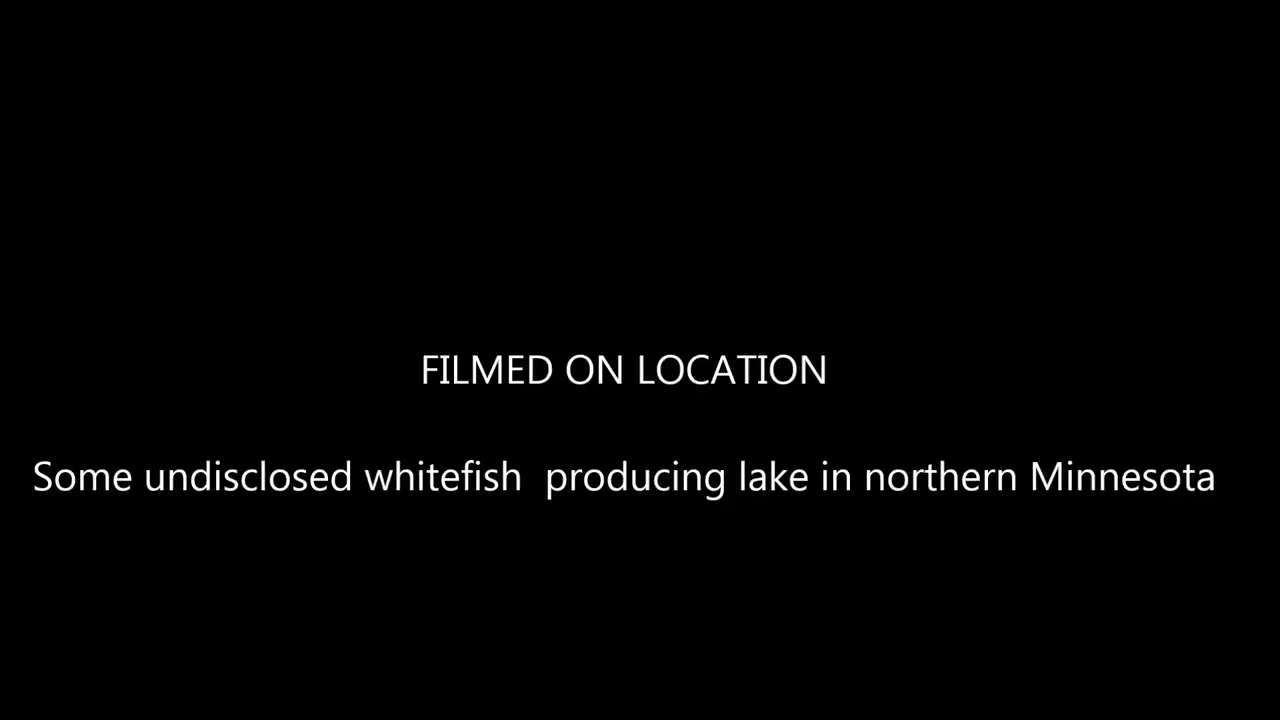 FILMED ON LOCATION
Some undisclosed whitefish  producing lake in northern Minnesota